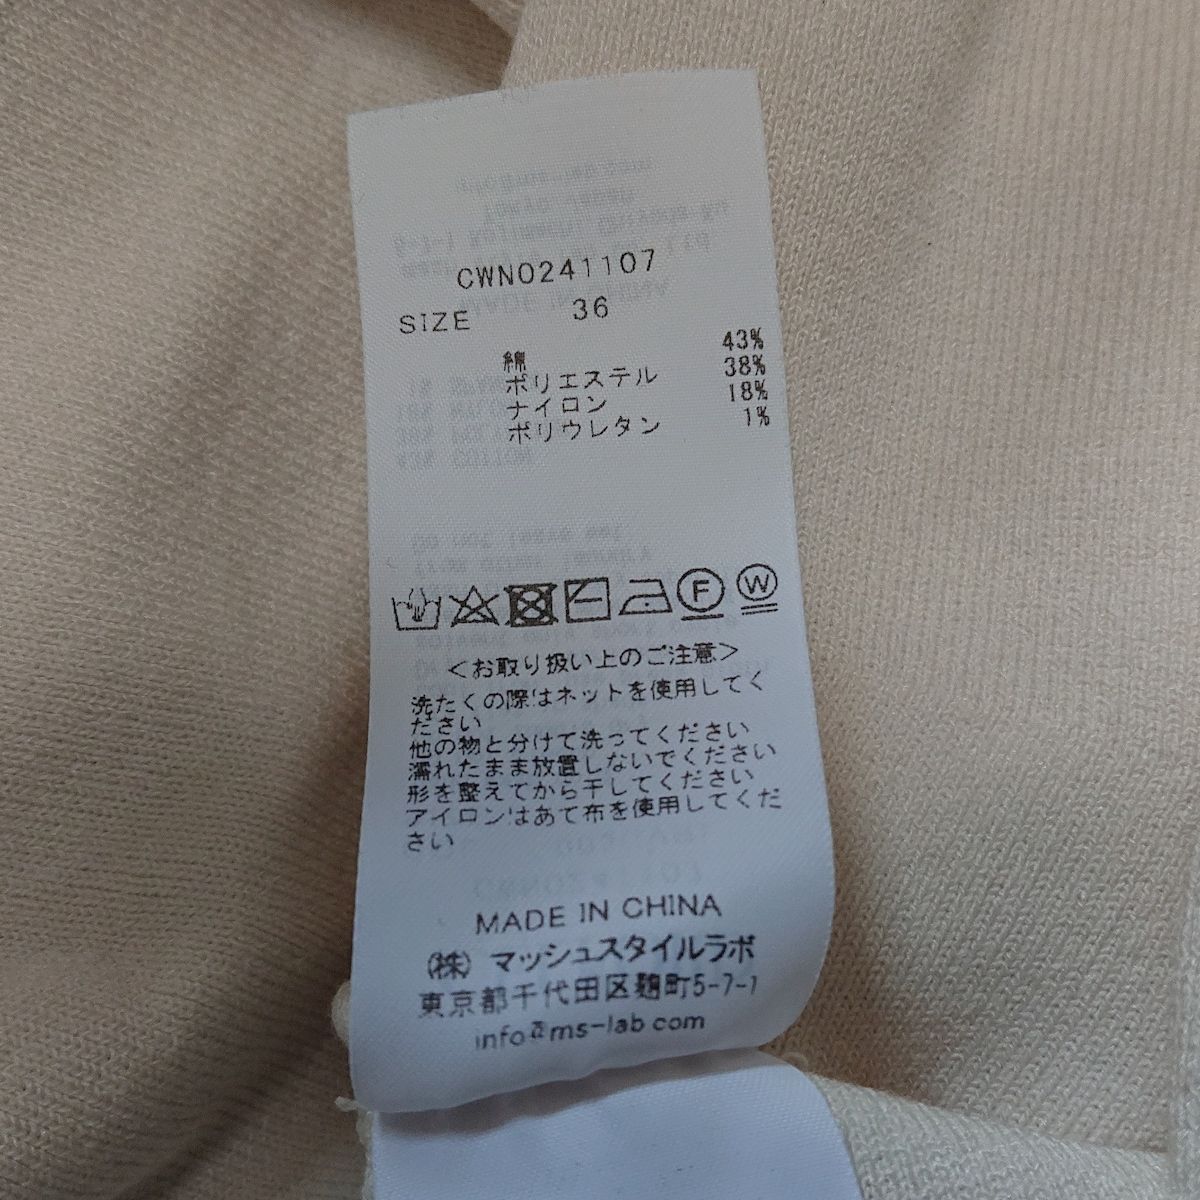 CWNO241107
SIZE 36
綿 43%
ポリエステル 38%
ナイロン 18%
ポリウレタン 1%
F W
＜お取り扱い上のご注意＞
洗たくの際はネットを使用してく
ださい
他の物と分けて洗ってください
濡れたまま放置しないでください
形を整えてから干してください
アイロンはあて布を使用してくだ
さい
MADE IN CHINA
(株) マッシュスタイルラボ
東京都千代田区麹町5-7-1
info@ms-lab.com